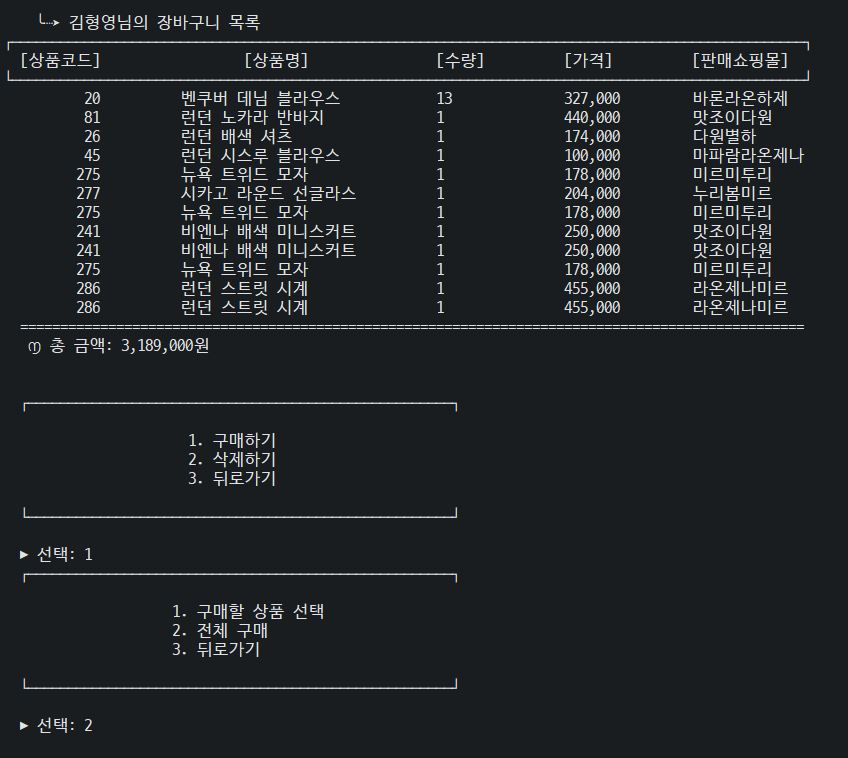 ╰┈➤ 김형영님의 장바구니 목록
[상품코드] [상품명] [수량] [가격] [판매쇼핑몰]
20 벤쿠버 데님 블라우스 13 327,000 바론라온하제
81 런던 노카라 반바지 1 440,000 맛조이다원
26 런던 배색 셔츠 1 174,000 다원별하
45 런던 시스루 블라우스 1 100,000 마파람라온제나
275 뉴욕 트위드 모자 1 178,000 미르미투리
277 시카고 라운드 선글라스 1 204,000 누리봄미르
275 뉴욕 트위드 모자 1 178,000 미르미투리
241 비엔나 배색 미니스커트 1 250,000 맛조이다원
241 비엔나 배색 미니스커트 1 250,000 맛조이다원
275 뉴욕 트위드 모자 1 178,000 미르미투리
286 런던 스트릿 시계 1 455,000 라온제나미르
286 런던 스트릿 시계 1 455,000 라온제나미르
총 금액: 3,189,000원
1. 구매하기
2. 삭제하기
3. 뒤로가기
► 선택: 1
1. 구매할 상품 선택
2. 전체 구매
3. 뒤로가기
► 선택: 2